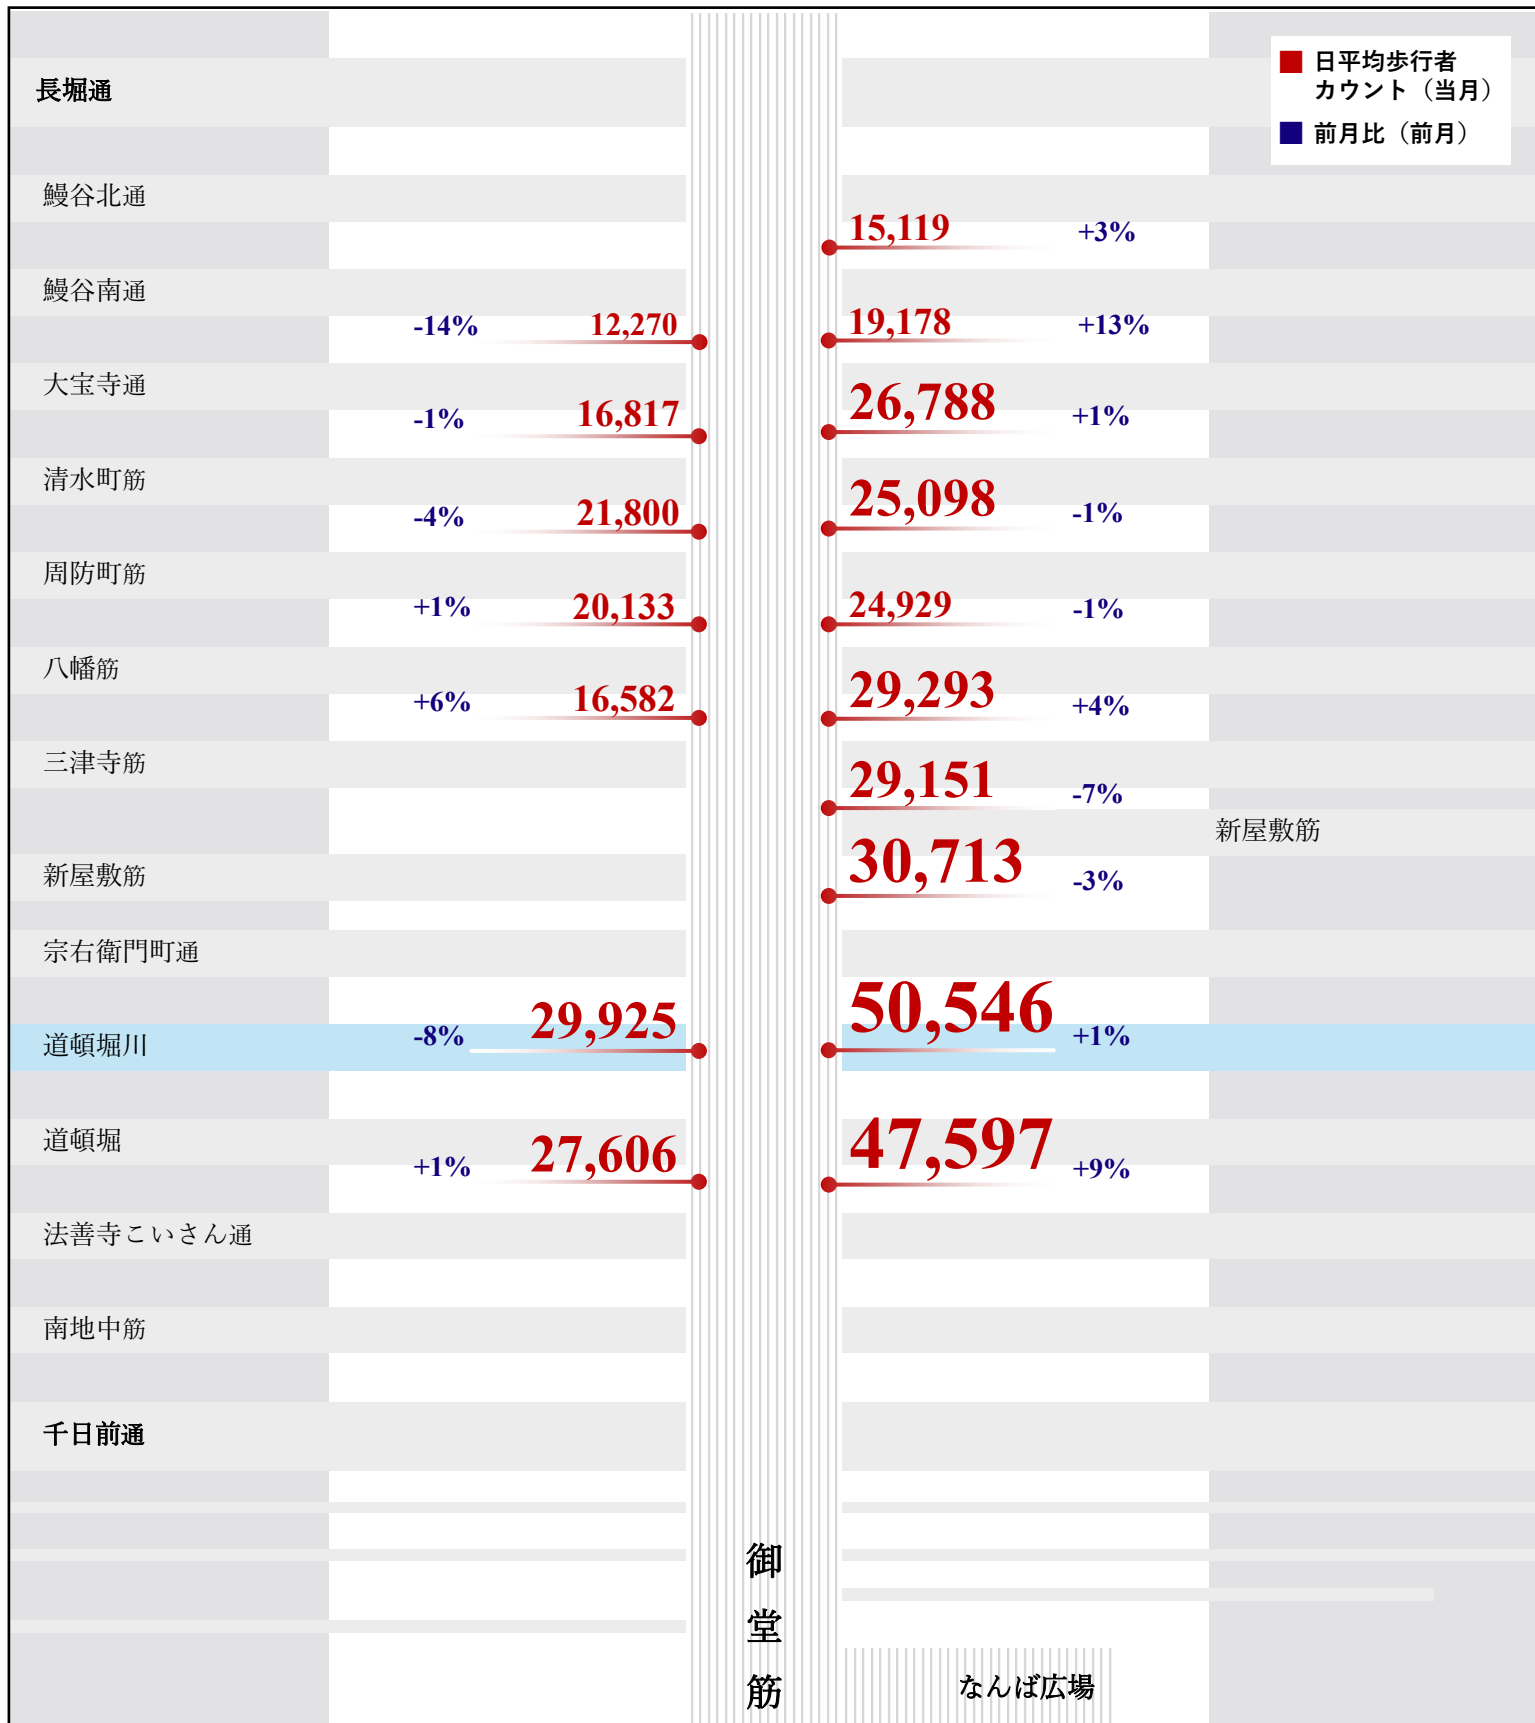 日平均歩行者
カウント（当月）
前月比（前月）
長堀通
鰻谷北通
15,119 +3%
鰻谷南通
-14% 12,270 19,178 +13%
大宝寺通
-1% 16,817 26,788 +1%
清水町筋
-4% 21,800 25,098 -1%
周防町筋
+1% 20,133 24,929 -1%
八幡筋
+6% 16,582 29,293 +4%
三津寺筋
29,151 -7%
新屋敷筋
新屋敷筋
30,713 -3%
宗右衛門町通
道頓堀川
-8% 29,925 50,546 +1%
道頓堀
+1% 27,606 47,597 +9%
法善寺こいさん通
南地中筋
千日前通
御堂筋
なんば広場